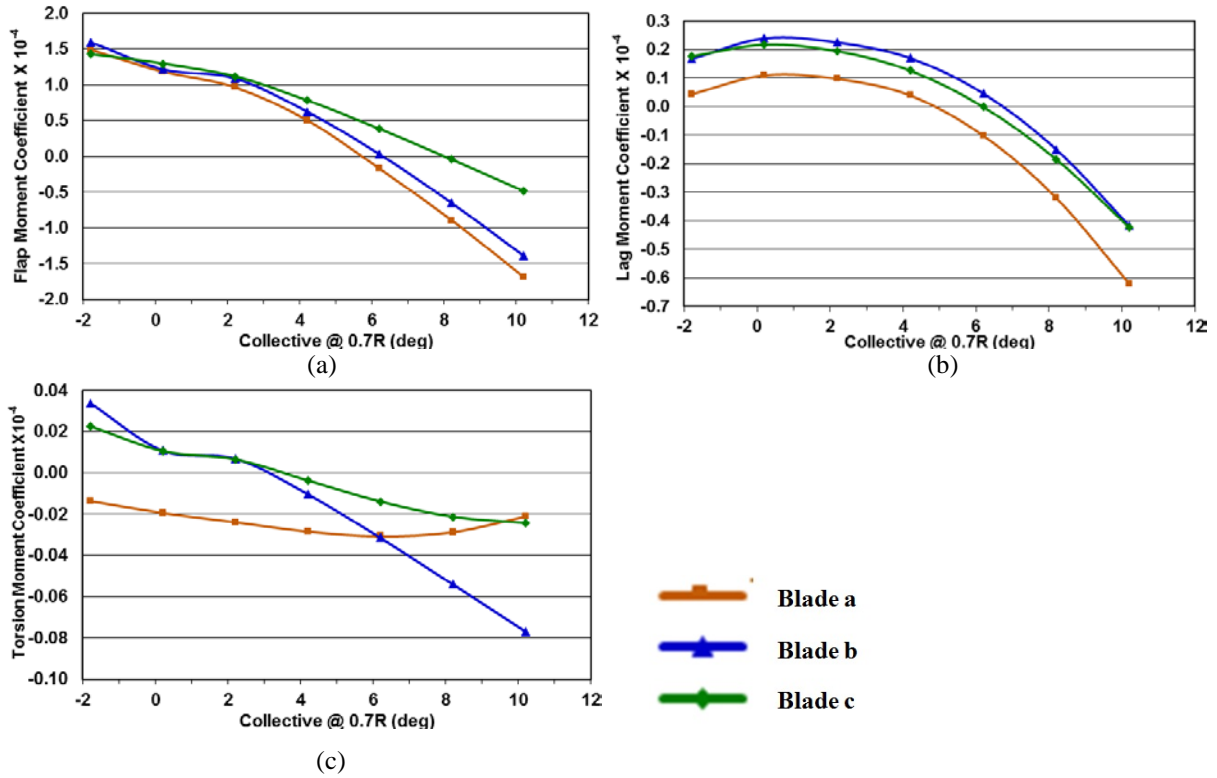 Flap Moment Coefficient X 10⁻⁴
2.0
1.5
1.0
0.5
0.0
-0.5
-1.0
-1.5
-2.0
-2 0 2 4 6 8 10 12
Collective @ 0.7R (deg)
(a)
Lag Moment Coefficient X 10⁻⁴
0.3
0.2
0.1
0.0
-0.1
-0.2
-0.3
-0.4
-0.5
-0.6
-0.7
-2 0 2 4 6 8 10 12
Collective @ 0.7R (deg)
(b)
Torsion Moment Coefficient X10⁻⁴
0.04
0.02
0.00
-0.02
-0.04
-0.06
-0.08
-0.10
-2 0 2 4 6 8 10 12
Collective @ 0.7R (deg)
(c)
Blade a
Blade b
Blade c